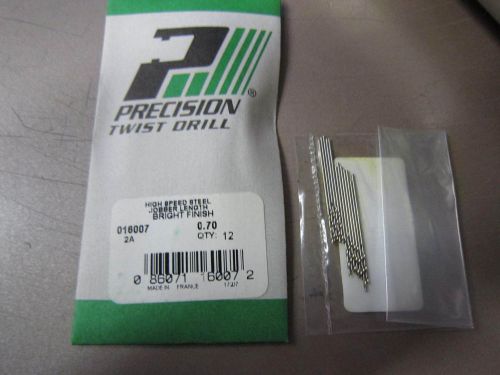 ®
PRECISION
TWIST DRILL
HIGH SPEED STEEL
JOBBER LENGTH
BRIGHT FINISH
016007 0.70
2A QTY: 12
0 86071 16007 2
MADE IN FRANCE